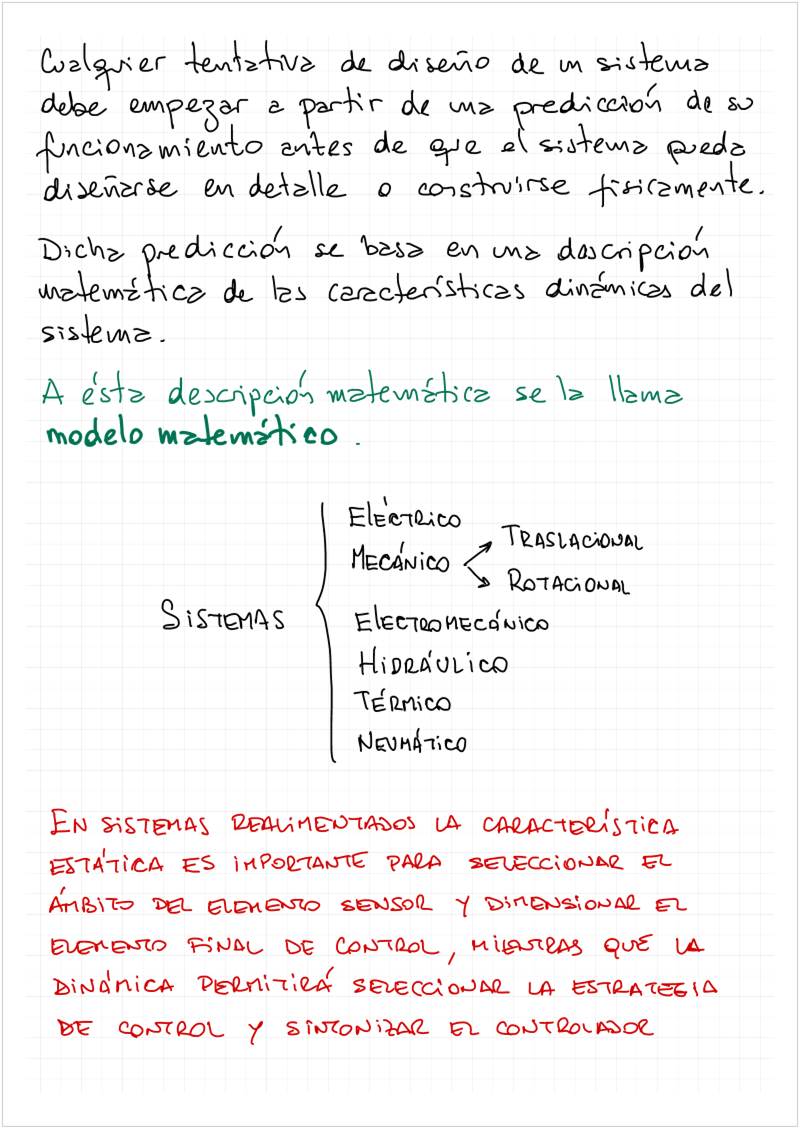 Cualquier tentativa de diseño de un sistema
debe empezar a partir de una predicción de su
funcionamiento antes de que el sistema pueda
diseñarse en detalle o construirse físicamente.
Dicha predicción se basa en una descripción
matemática de las características dinámicas del
sistema.
A ésta descripción matemática se la llama
modelo matemático.
SISTEMAS
ELÉCTRICO
MECÁNICO
TRASLACIONAL
ROTACIONAL
ELECTROMECÁNICO
HIDRÁULICO
TÉRMICO
NEUMÁTICO
EN SISTEMAS REALIMENTADOS LA CARACTERÍSTICA
ESTÁTICA ES IMPORTANTE PARA SELECCIONAR EL
ÁMBITO DEL ELEMENTO SENSOR Y DIMENSIONAR EL
ELEMENTO FINAL DE CONTROL, MIENTRAS QUE LA
DINÁMICA PERMITIRÁ SELECCIONAR LA ESTRATEGIA
DE CONTROL Y SINTONIZAR EL CONTROLADOR